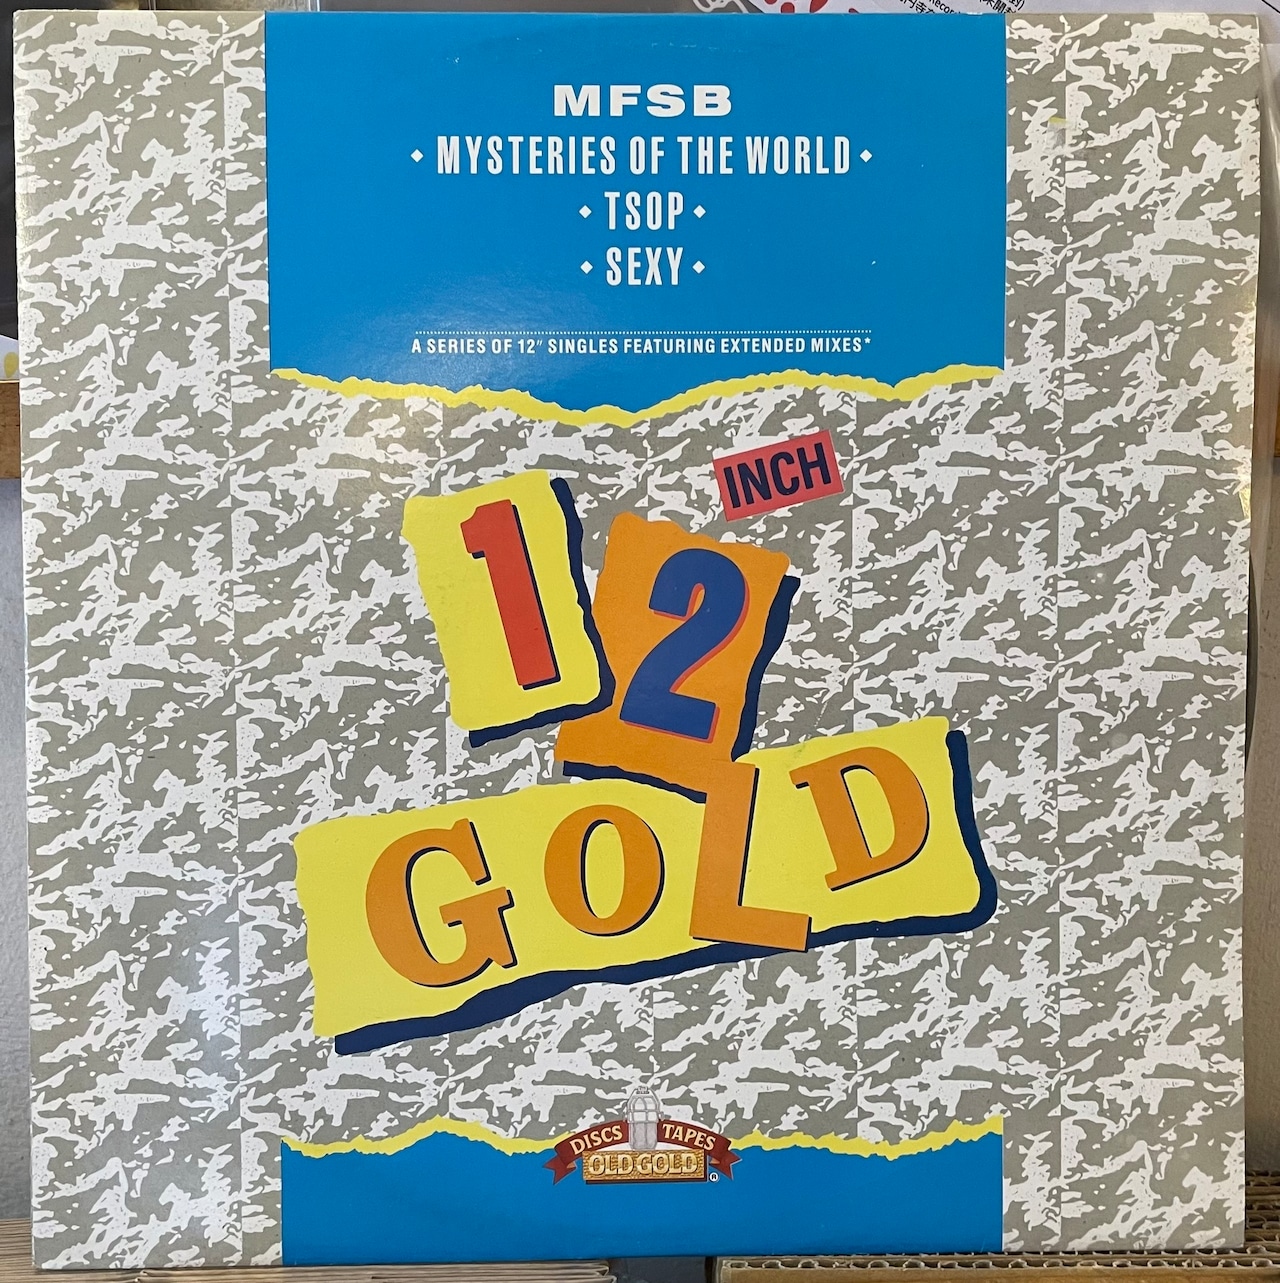 MFSB
• MYSTERIES OF THE WORLD •
• TSOP •
• SEXY •
A SERIES OF 12" SINGLES FEATURING EXTENDED MIXES*
INCH
12
GOLD
DISCS TAPES
OLD GOLD ®